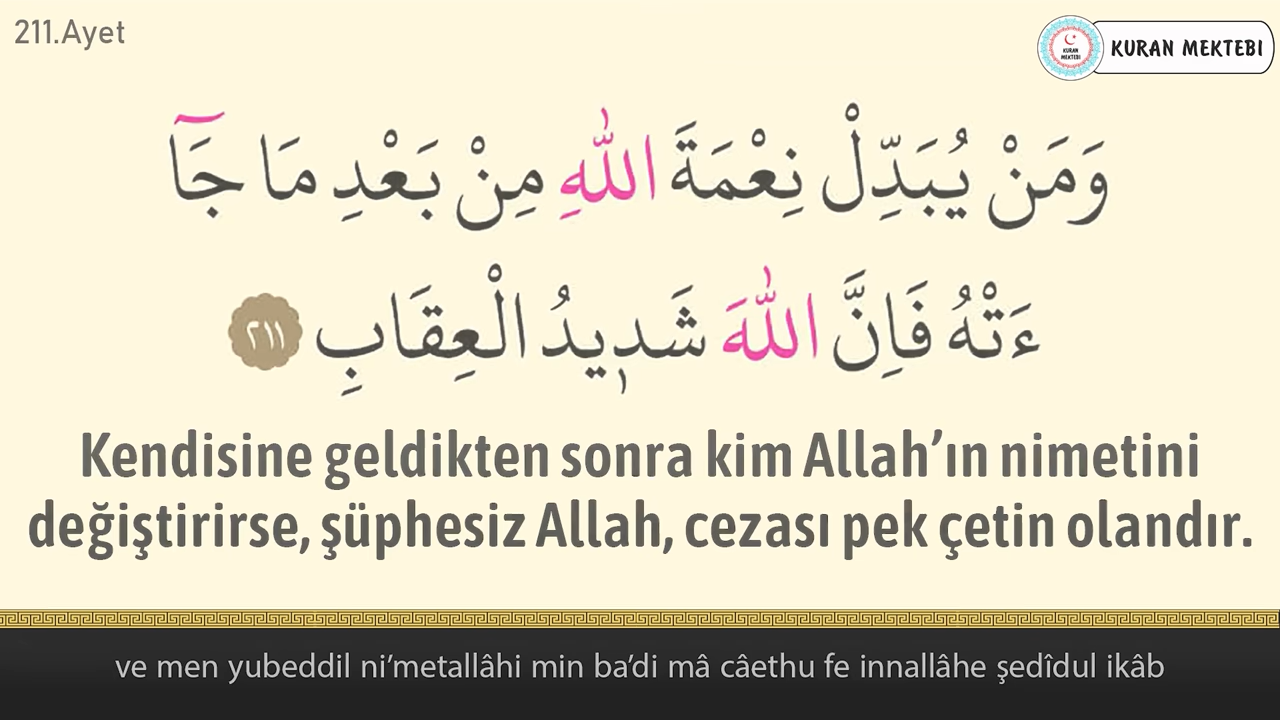 211.Ayet
KURAN MEKTEBI
KURAN
MEKTEBİ
وَمَنْ يُبَدِّلْ نِعْمَةَ اللّٰهِ مِنْ بَعْدِ مَا جَٓا
ءَتْهُ فَاِنَّ اللّٰهَ شَد۪يدُ الْعِقَابِ ٢١١
Kendisine geldikten sonra kim Allah’ın nimetini
değiştirirse, şüphesiz Allah, cezası pek çetin olandır.
ve men yubeddil ni’metallâhi min ba’di mâ câethu fe innallâhe şedîdul ikâb